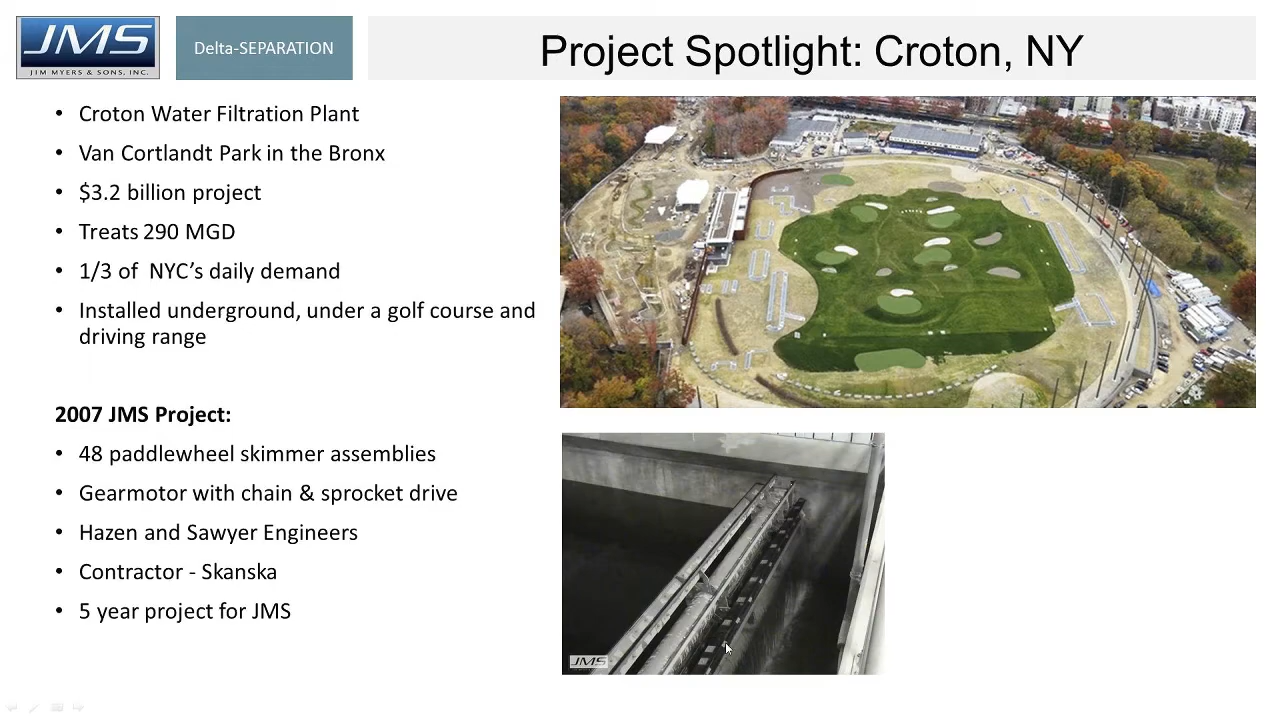 JMS
JIM MYERS & SONS, INC.
Delta-SEPARATION
Project Spotlight: Croton, NY
• Croton Water Filtration Plant
• Van Cortlandt Park in the Bronx
• $3.2 billion project
• Treats 290 MGD
• 1/3 of  NYC’s daily demand
• Installed underground, under a golf course and
driving range
2007 JMS Project:
• 48 paddlewheel skimmer assemblies
• Gearmotor with chain & sprocket drive
• Hazen and Sawyer Engineers
• Contractor - Skanska
• 5 year project for JMS
JMS